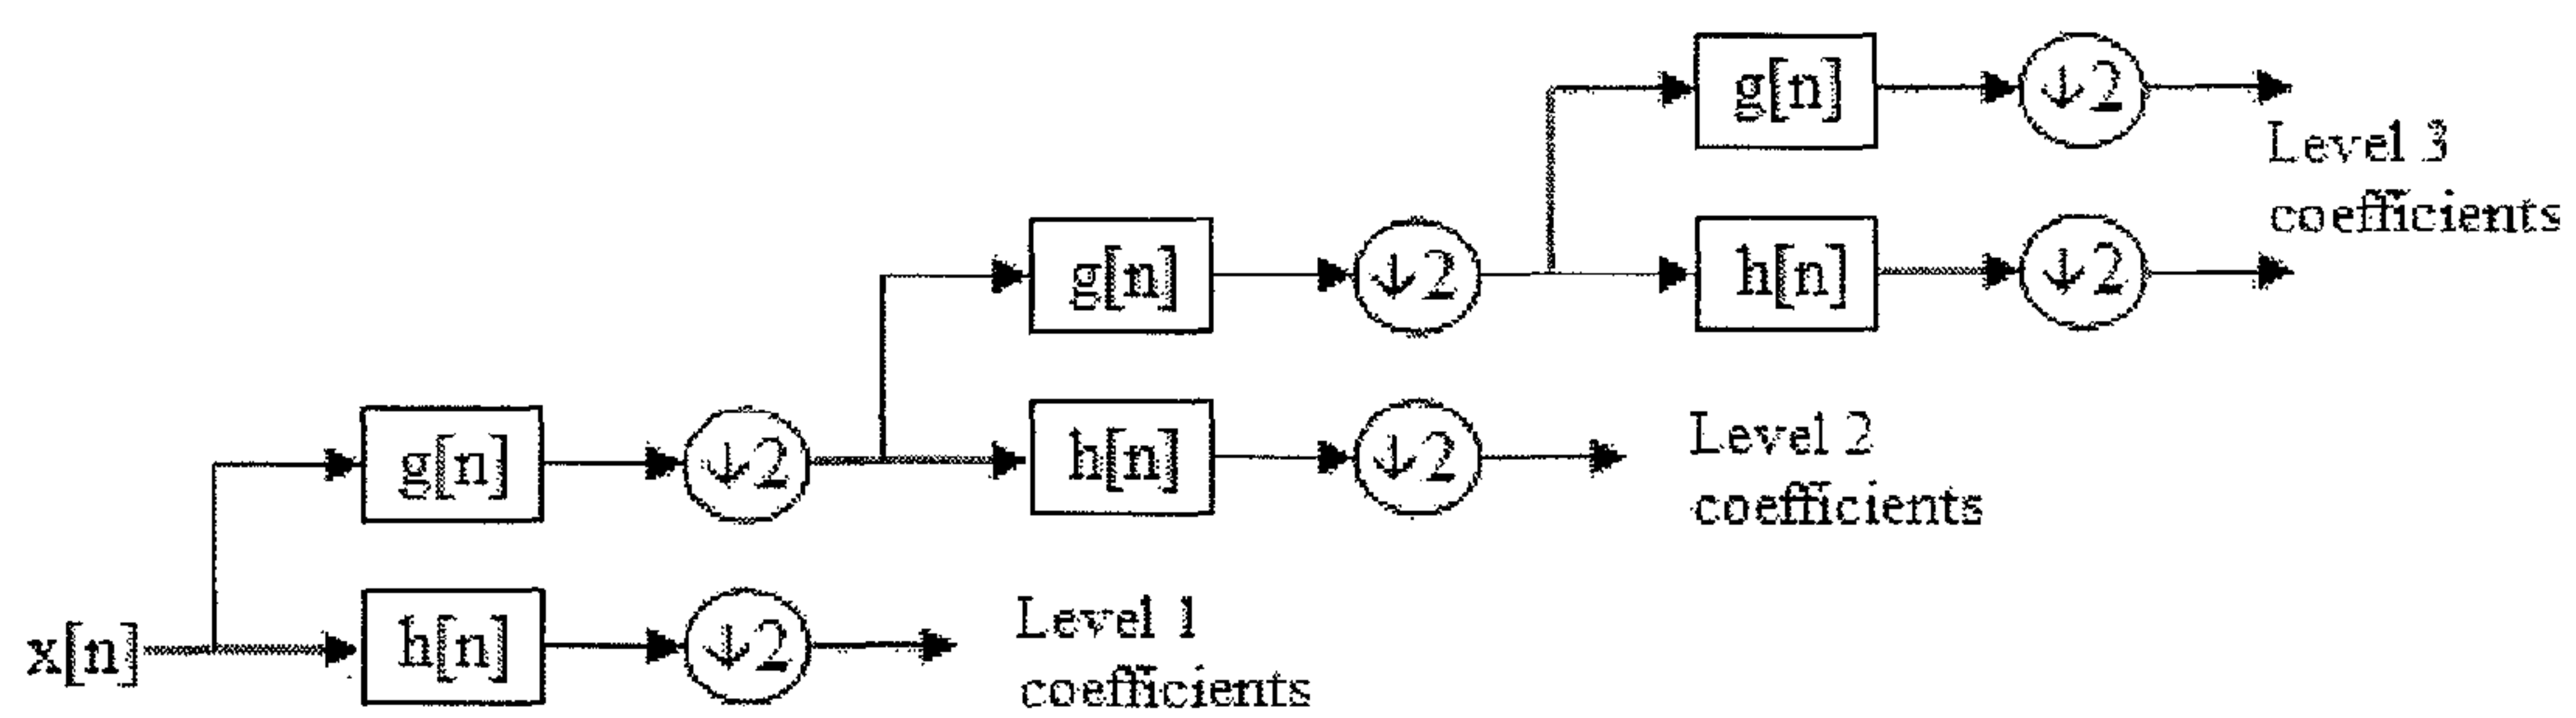 g[n] ↓2
Level 3
coefficients
g[n] ↓2 h[n] ↓2
g[n] ↓2 h[n] ↓2
Level 2
coefficients
x[n] h[n] ↓2
Level 1
coefficients